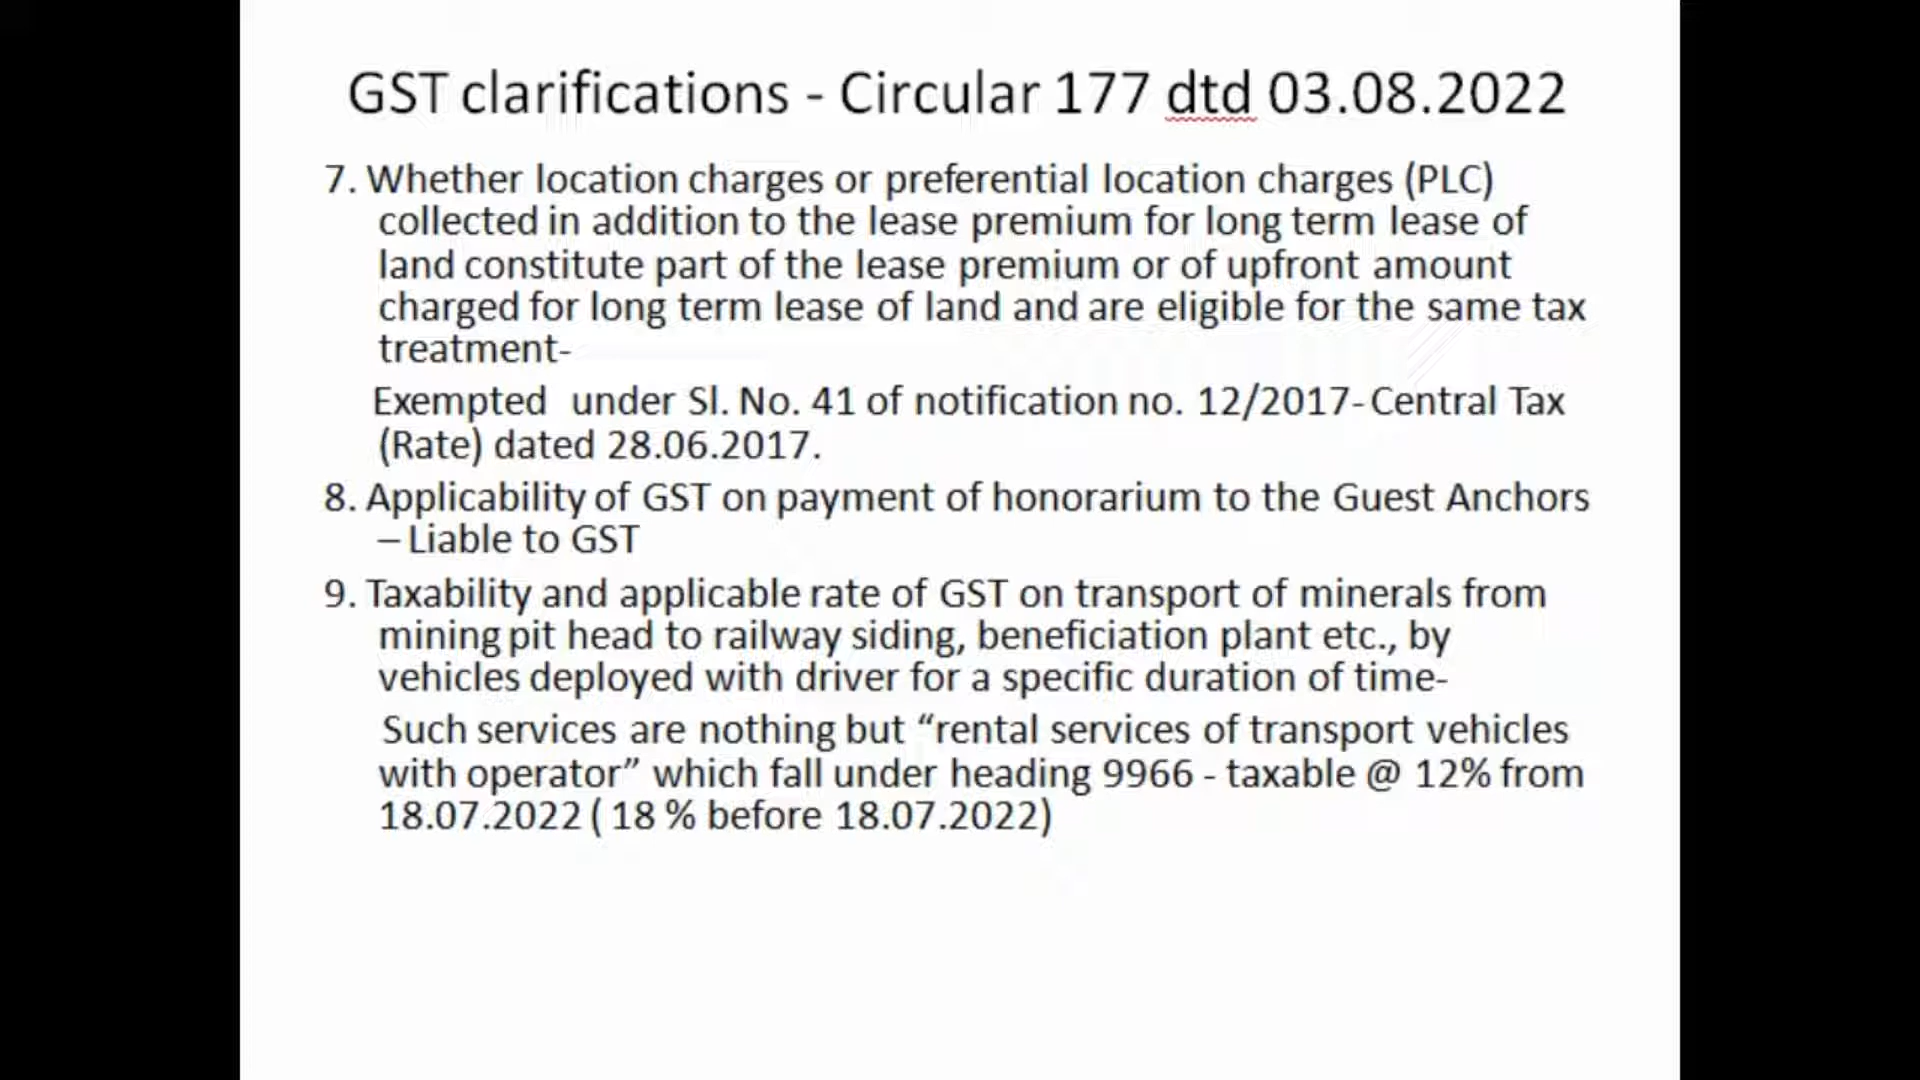 GST clarifications - Circular 177 dtd 03.08.2022
7. Whether location charges or preferential location charges (PLC)
collected in addition to the lease premium for long term lease of
land constitute part of the lease premium or of upfront amount
charged for long term lease of land and are eligible for the same tax
treatment-
Exempted under Sl. No. 41 of notification no. 12/2017- Central Tax
(Rate) dated 28.06.2017.
8. Applicability of GST on payment of honorarium to the Guest Anchors
– Liable to GST
9. Taxability and applicable rate of GST on transport of minerals from
mining pit head to railway siding, beneficiation plant etc., by
vehicles deployed with driver for a specific duration of time-
Such services are nothing but “rental services of transport vehicles
with operator” which fall under heading 9966 - taxable @ 12% from
18.07.2022 ( 18 % before 18.07.2022)